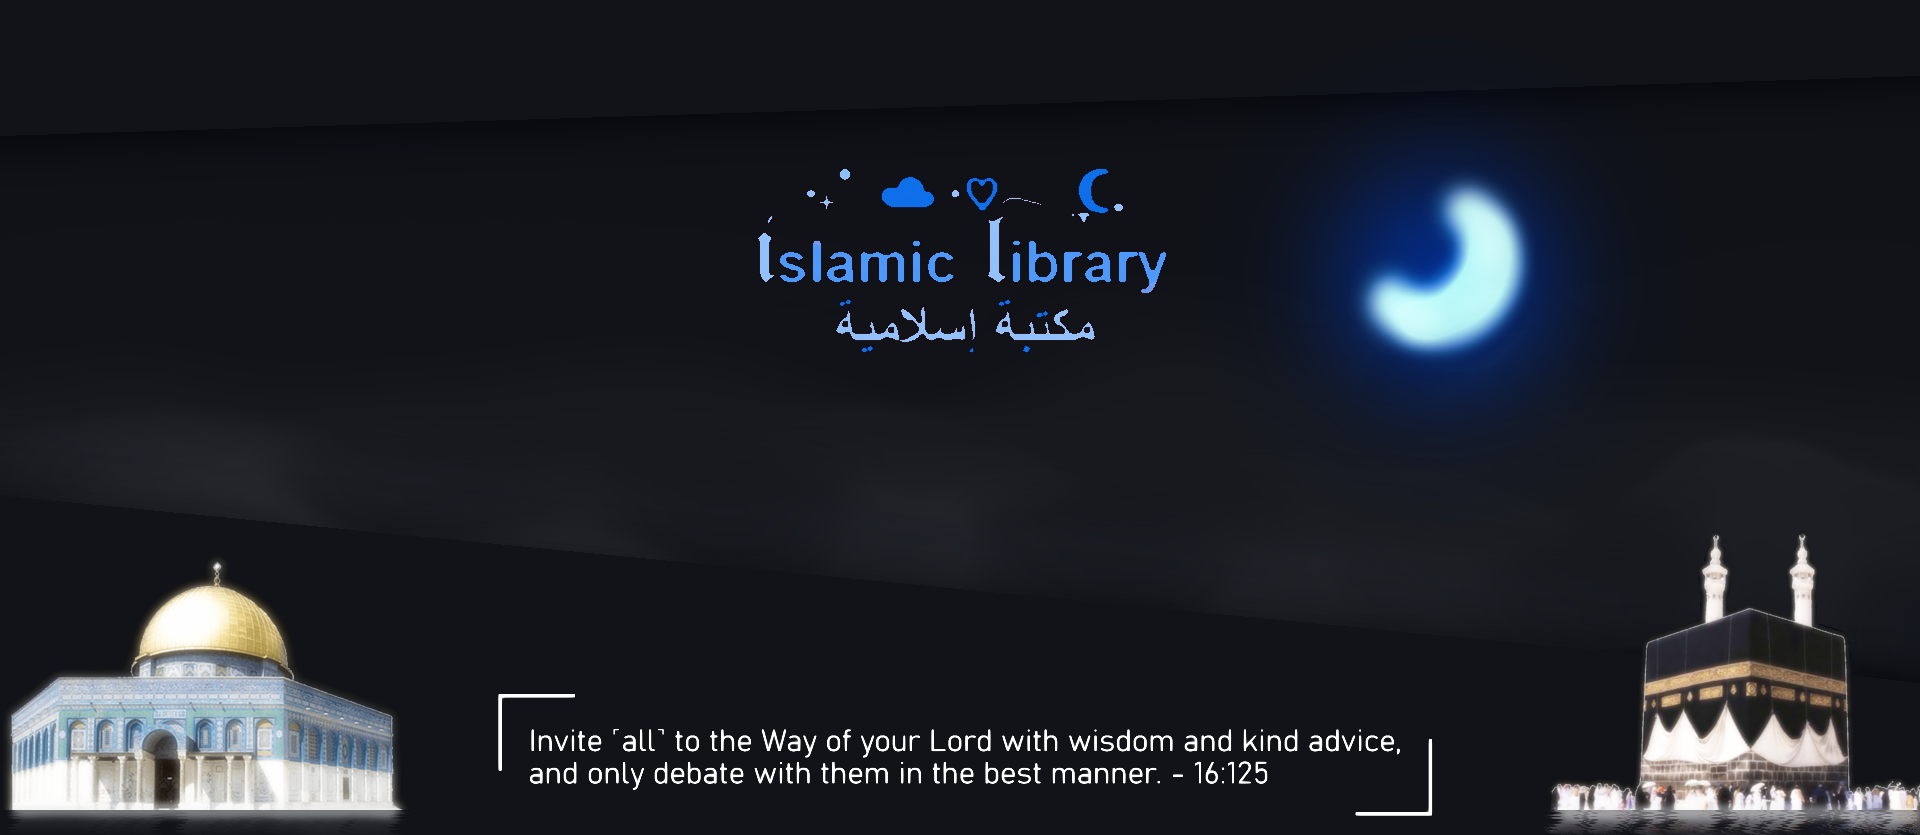 Islamic library
مكتبة إسلامية
Invite ˹all˺ to the Way of your Lord with wisdom and kind advice,
and only debate with them in the best manner. - 16:125